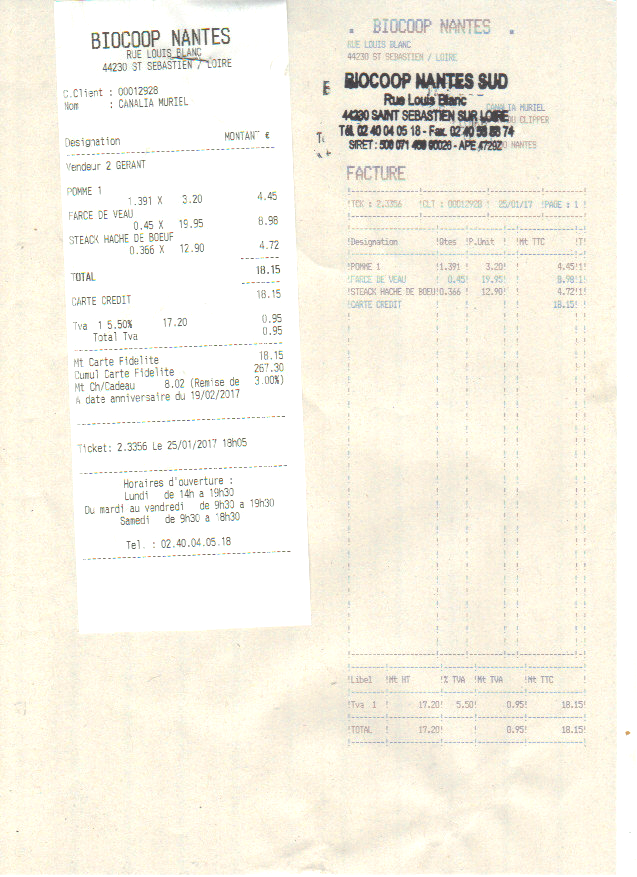 BIOCOOP NANTES
RUE LOUIS BLANC
44230 ST SEBASTIEN / LOIRE
C.Client : 00012928
Nom : CANALIA MURIEL
Designation MONTANT €
Vendeur 2 GERANT
POMME 1
1.391 X 3.20 4.45
FARCE DE VEAU
0.45 X 19.95 8.98
STEACK HACHE DE BOEUF
0.366 X 12.90 4.72
TOTAL 18.15
CARTE CREDIT 18.15
Tva 1 5.50% 17.20 0.95
Total Tva 0.95
Mt Carte Fidelite 18.15
Cumul Carte Fidelite 267.30
Mt Ch/Cadeau 8.02 (Remise de 3.00%)
A date anniversaire du 19/02/2017
Ticket: 2.3356 Le 25/01/2017 18h05
Horaires d'ouverture :
Lundi de 14h a 19h30
Du mardi au vendredi de 9h30 a 19h30
Samedi de 9h30 a 18h30
Tel. : 02.40.04.05.18
. BIOCOOP NANTES .
RUE LOUIS BLANC
44230 ST SEBASTIEN / LOIRE
BIOCOOP NANTES SUD
Rue Louis Blanc
44230 SAINT SEBASTIEN SUR LOIRE
Tél. 02 40 04 05 18 - Fax. 02 40 74
SIRET : 500 071 - APE 4729Z
CANALIA MURIEL
DU CLIPPER
NANTES
FACTURE
!TCK : 2.3356 !CLT : 00012928 ! 25/01/17 !PAGE : 1 !
!Designation !Qtes !P.Unit ! !Mt TTC !T!
!POMME 1 !1.391 ! 3.20! ! 4.45!1!
!FARCE DE VEAU ! 0.45! 19.95! ! 8.98!1!
!STEACK HACHE DE BOEU!0.366 ! 12.90! ! 4.72!1!
!CARTE CREDIT ! ! ! ! 18.15! !
!Libel !Mt HT !% TVA !Mt TVA !Mt TTC !
!Tva 1 ! 17.20! 5.50! 0.95! 18.15!
!TOTAL ! 17.20! ! 0.95! 18.15!